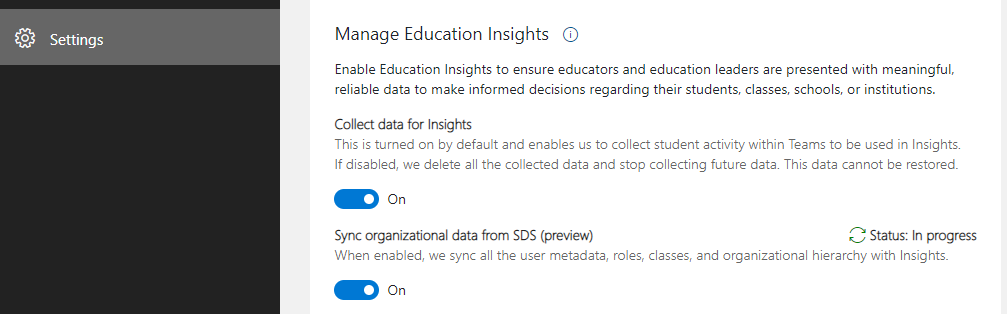 Settings
Manage Education Insights
Enable Education Insights to ensure educators and education leaders are presented with meaningful,
reliable data to make informed decisions regarding their students, classes, schools, or institutions.
Collect data for Insights
This is turned on by default and enables us to collect student activity within Teams to be used in Insights.
If disabled, we delete all the collected data and stop collecting future data. This data cannot be restored.
On
Sync organizational data from SDS (preview) Status: In progress
When enabled, we sync all the user metadata, roles, classes, and organizational hierarchy with Insights.
On